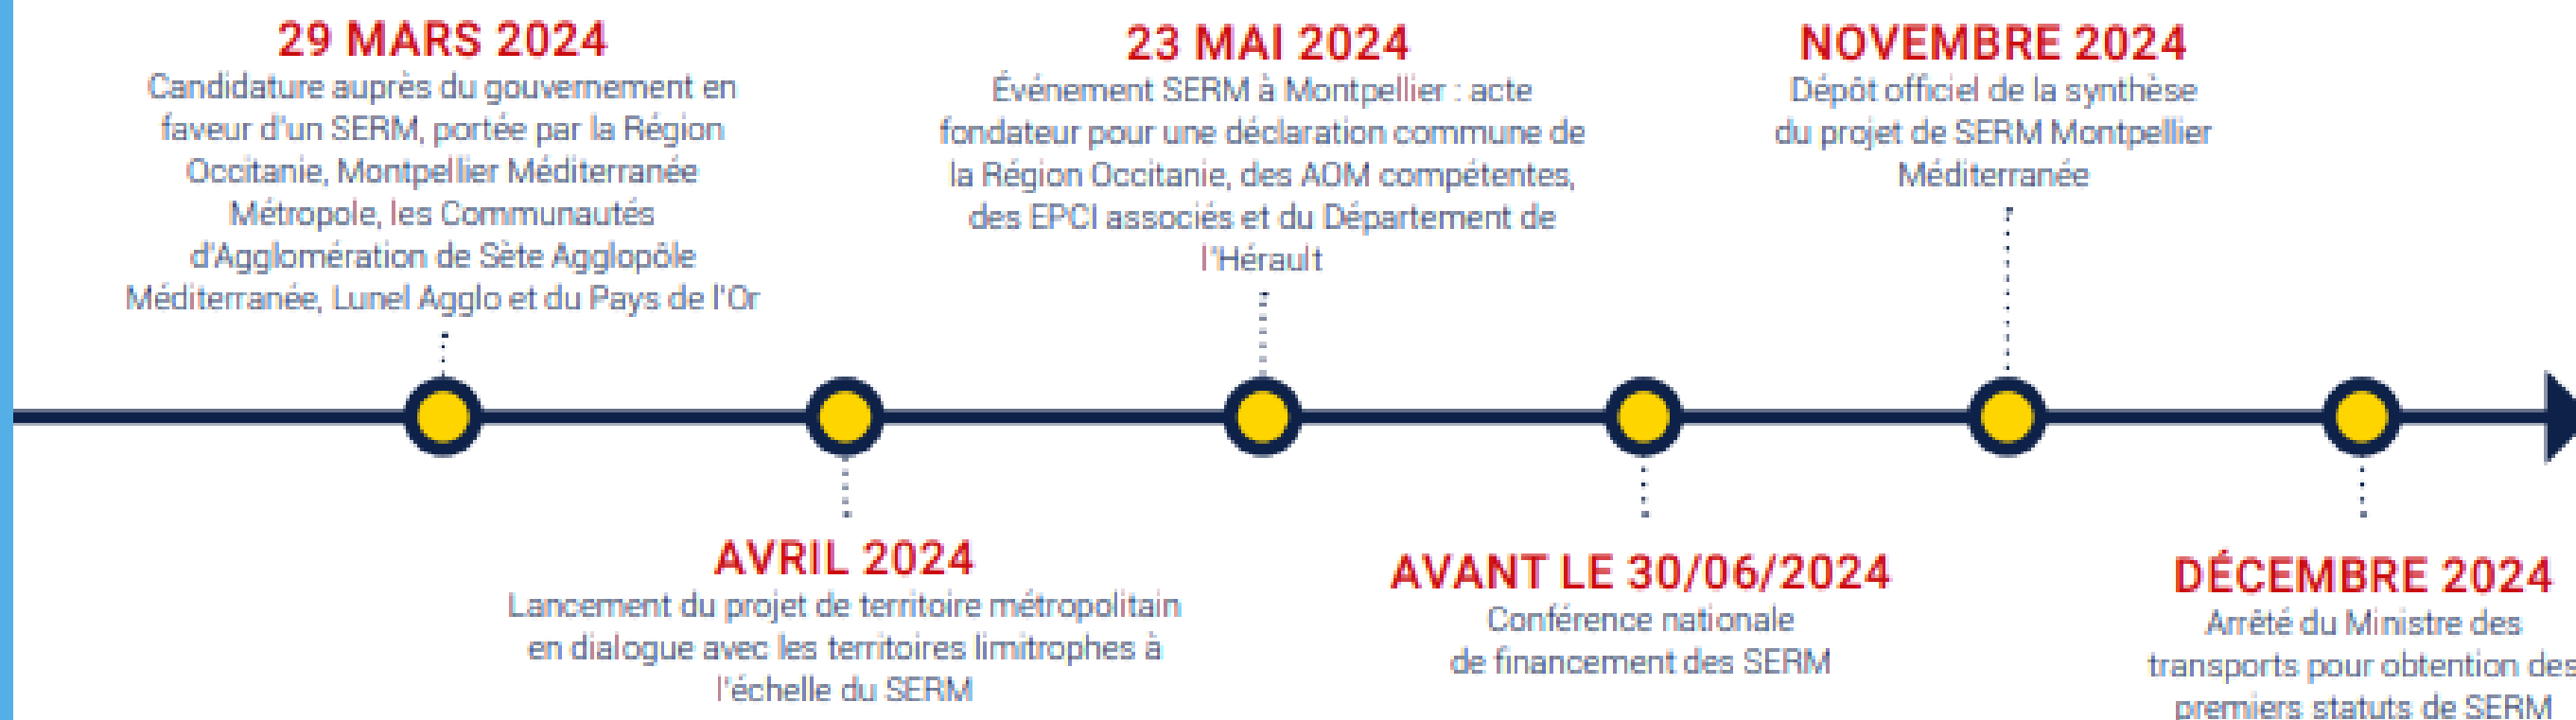 29 MARS 2024
Candidature auprès du gouvernement en
faveur d'un SERM, portée par la Région
Occitanie, Montpellier Méditerranée
Métropole, les Communautés
d'Agglomération de Sète Agglopôle
Méditerranée, Lunel Agglo et du Pays de l'Or
AVRIL 2024
Lancement du projet de territoire métropolitain
en dialogue avec les territoires limitrophes à
l'échelle du SERM
23 MAI 2024
Événement SERM à Montpellier : acte
fondateur pour une déclaration commune de
la Région Occitanie, des AOM compétentes,
des EPCI associés et du Département de
l'Hérault
AVANT LE 30/06/2024
Conférence nationale
de financement des SERM
NOVEMBRE 2024
Dépôt officiel de la synthèse
du projet de SERM Montpellier
Méditerranée
DÉCEMBRE 2024
Arrêté du Ministre des
transports pour obtention des
premiers statuts de SERM